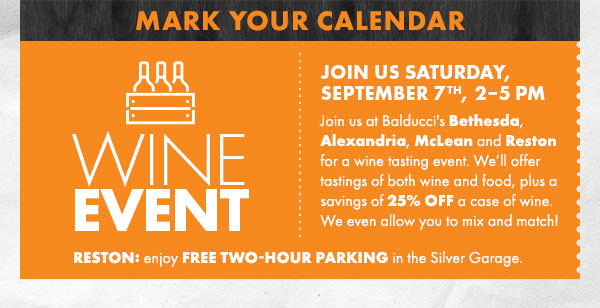 MARK YOUR CALENDAR
WINE
EVENT
JOIN US SATURDAY,
SEPTEMBER 7TH, 2–5 PM
Join us at Balducci's Bethesda,
Alexandria, McLean and Reston
for a wine tasting event. We'll offer
tastings of both wine and food, plus a
savings of 25% OFF a case of wine.
We even allow you to mix and match!
RESTON: enjoy FREE TWO-HOUR PARKING in the Silver Garage.